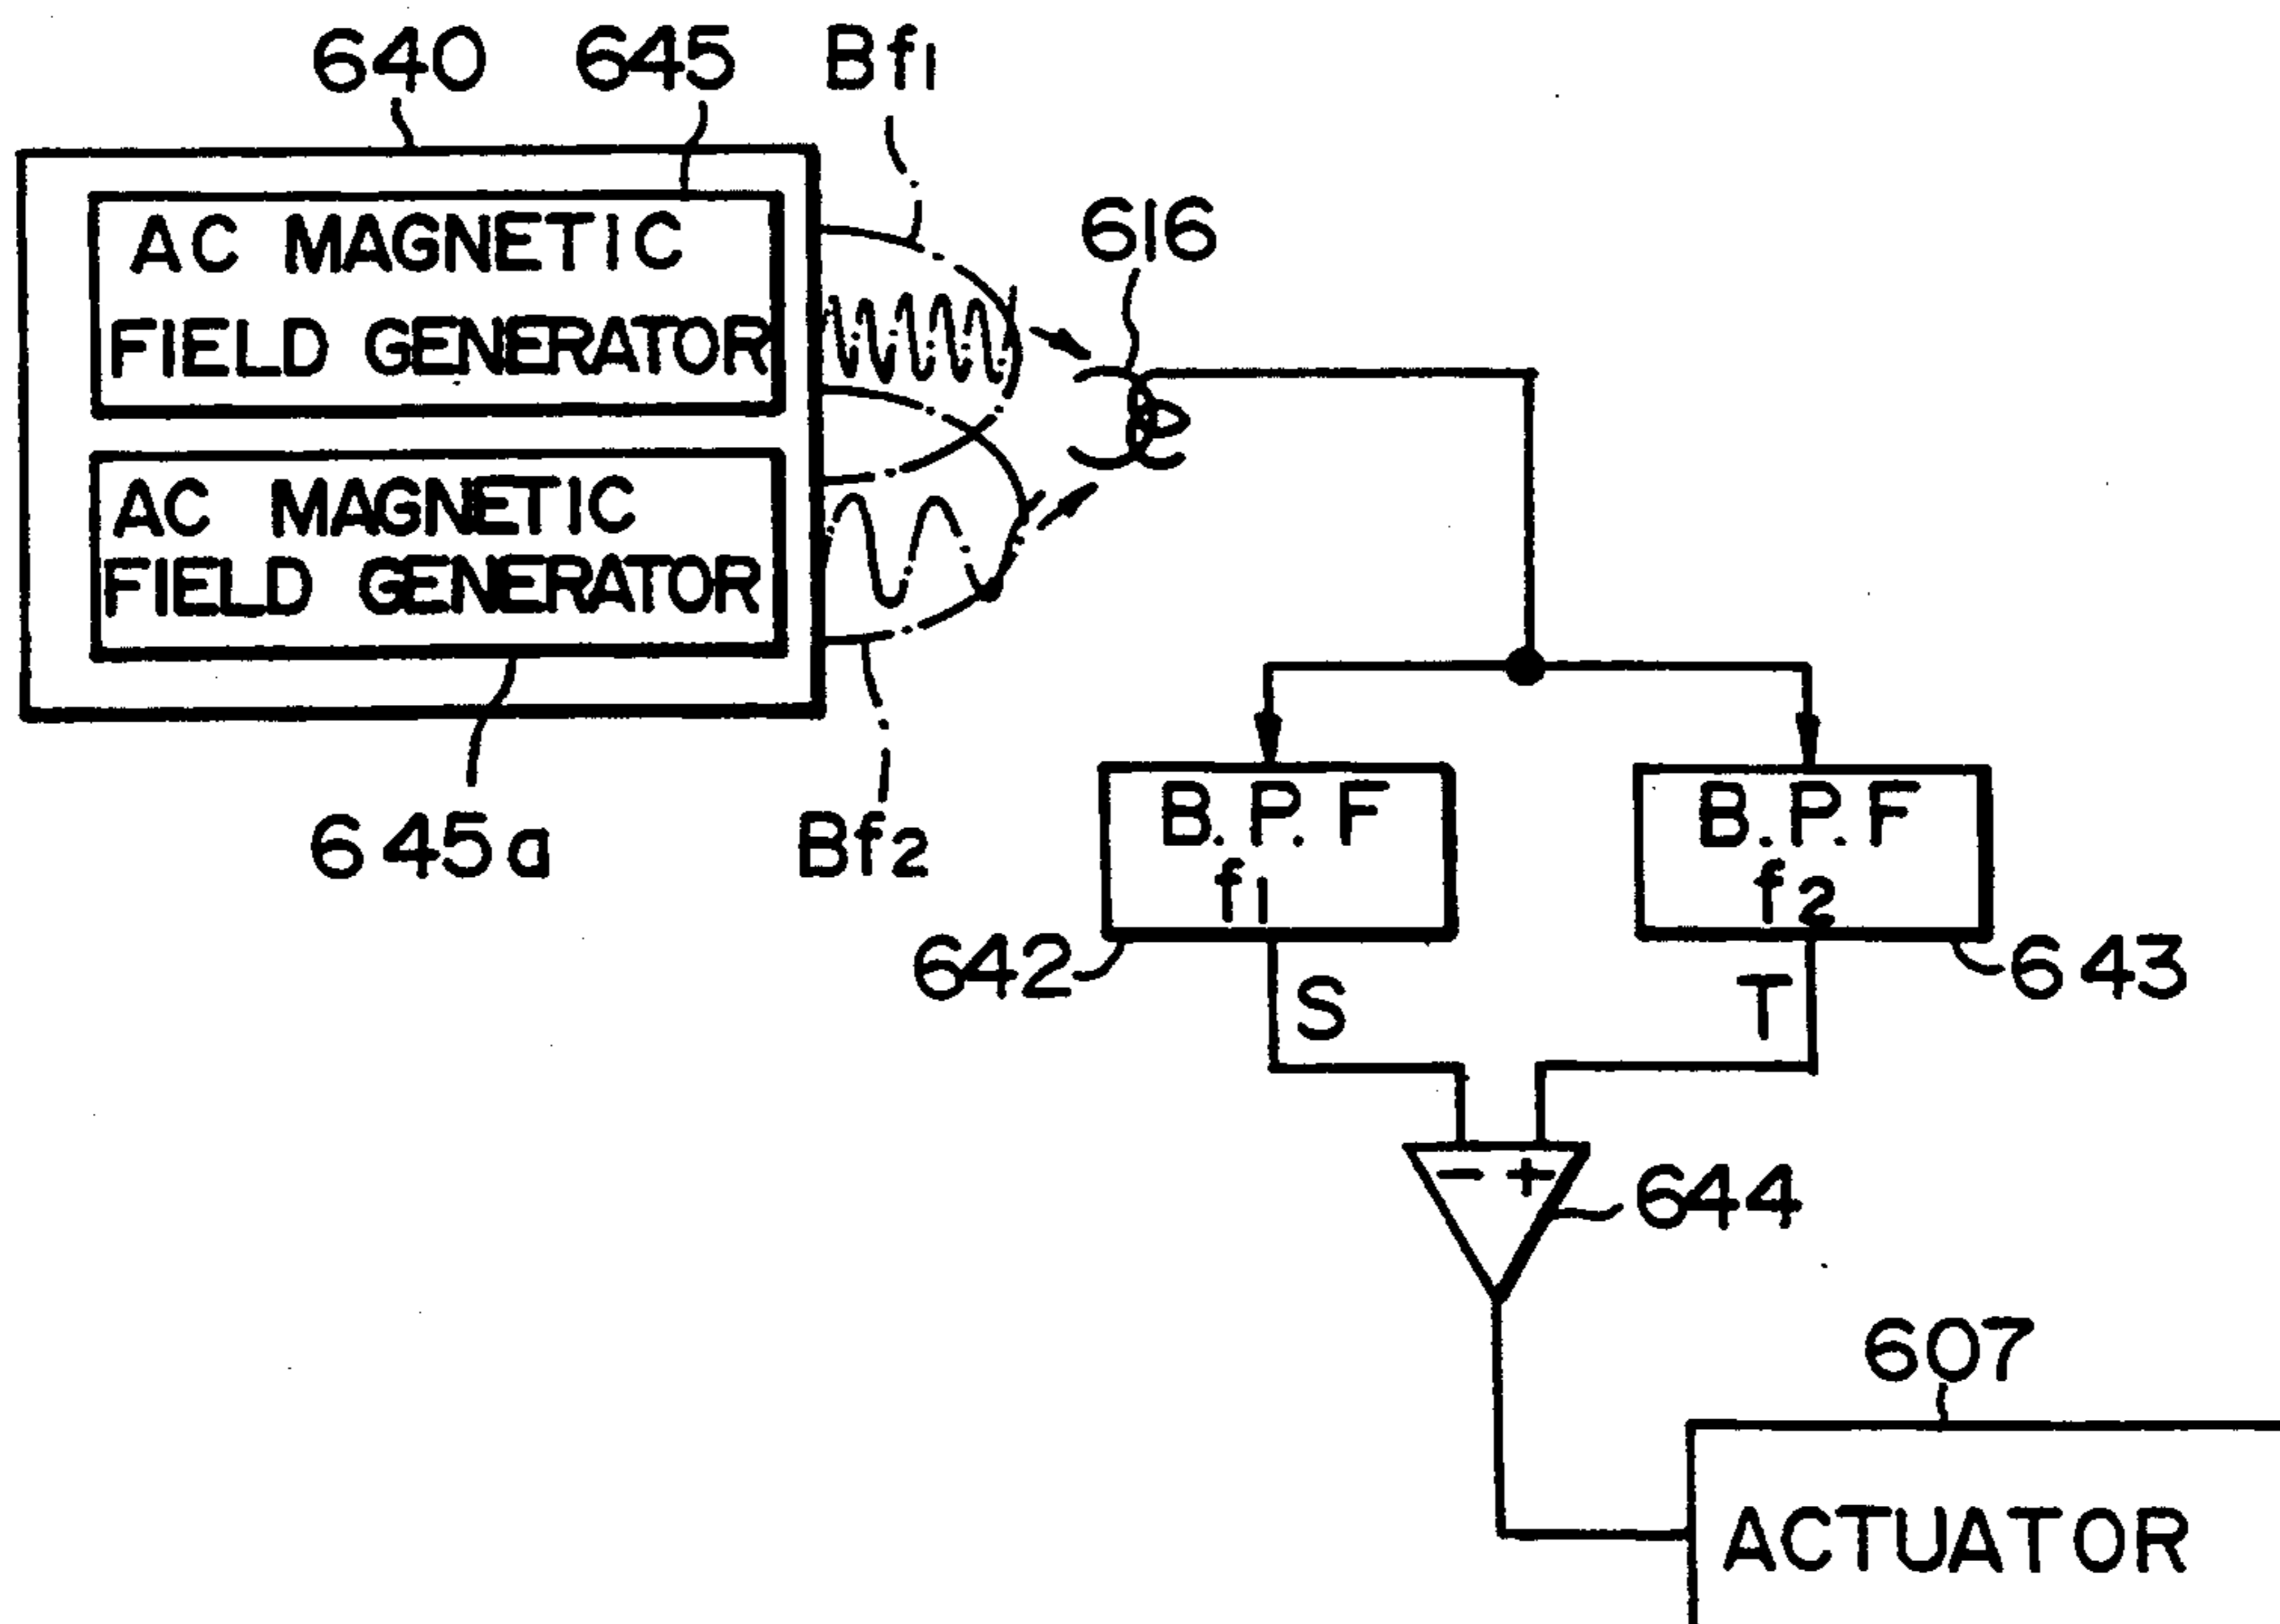 640 645 Bf1
AC MAGNETIC
FIELD GENERATOR
616
AC MAGNETIC
FIELD GENERATOR
645a Bf2
B.P.F
f1
B.P.F
f2
642 S T 643
- +
644
607
ACTUATOR